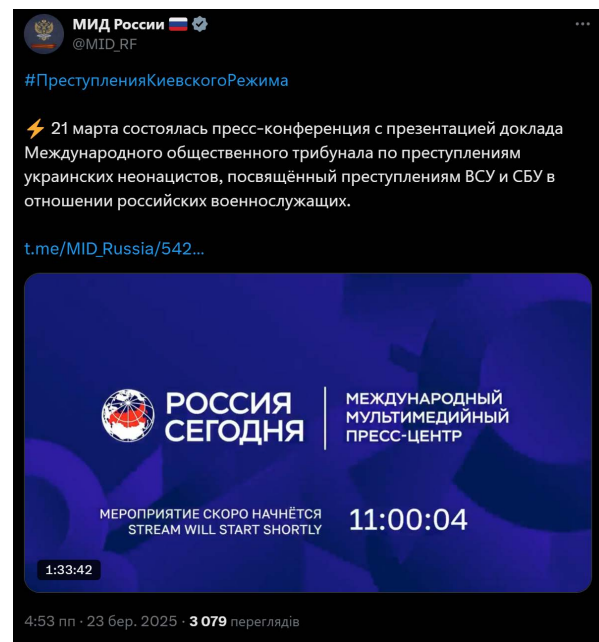 МИД России
@MID_RF
#ПреступленияКиевскогоРежима
21 марта состоялась пресс-конференция с презентацией доклада
Международного общественного трибунала по преступлениям
украинских неонацистов, посвящённый преступлениям ВСУ и СБУ в
отношении российских военнослужащих.
t.me/MID_Russia/542...
РОССИЯ
СЕГОДНЯ
МЕЖДУНАРОДНЫЙ
МУЛЬТИМЕДИЙНЫЙ
ПРЕСС-ЦЕНТР
МЕРОПРИЯТИЕ СКОРО НАЧНЁТСЯ
STREAM WILL START SHORTLY
11:00:04
1:33:42
4:53 пп · 23 бер. 2025 · 3 079 переглядів